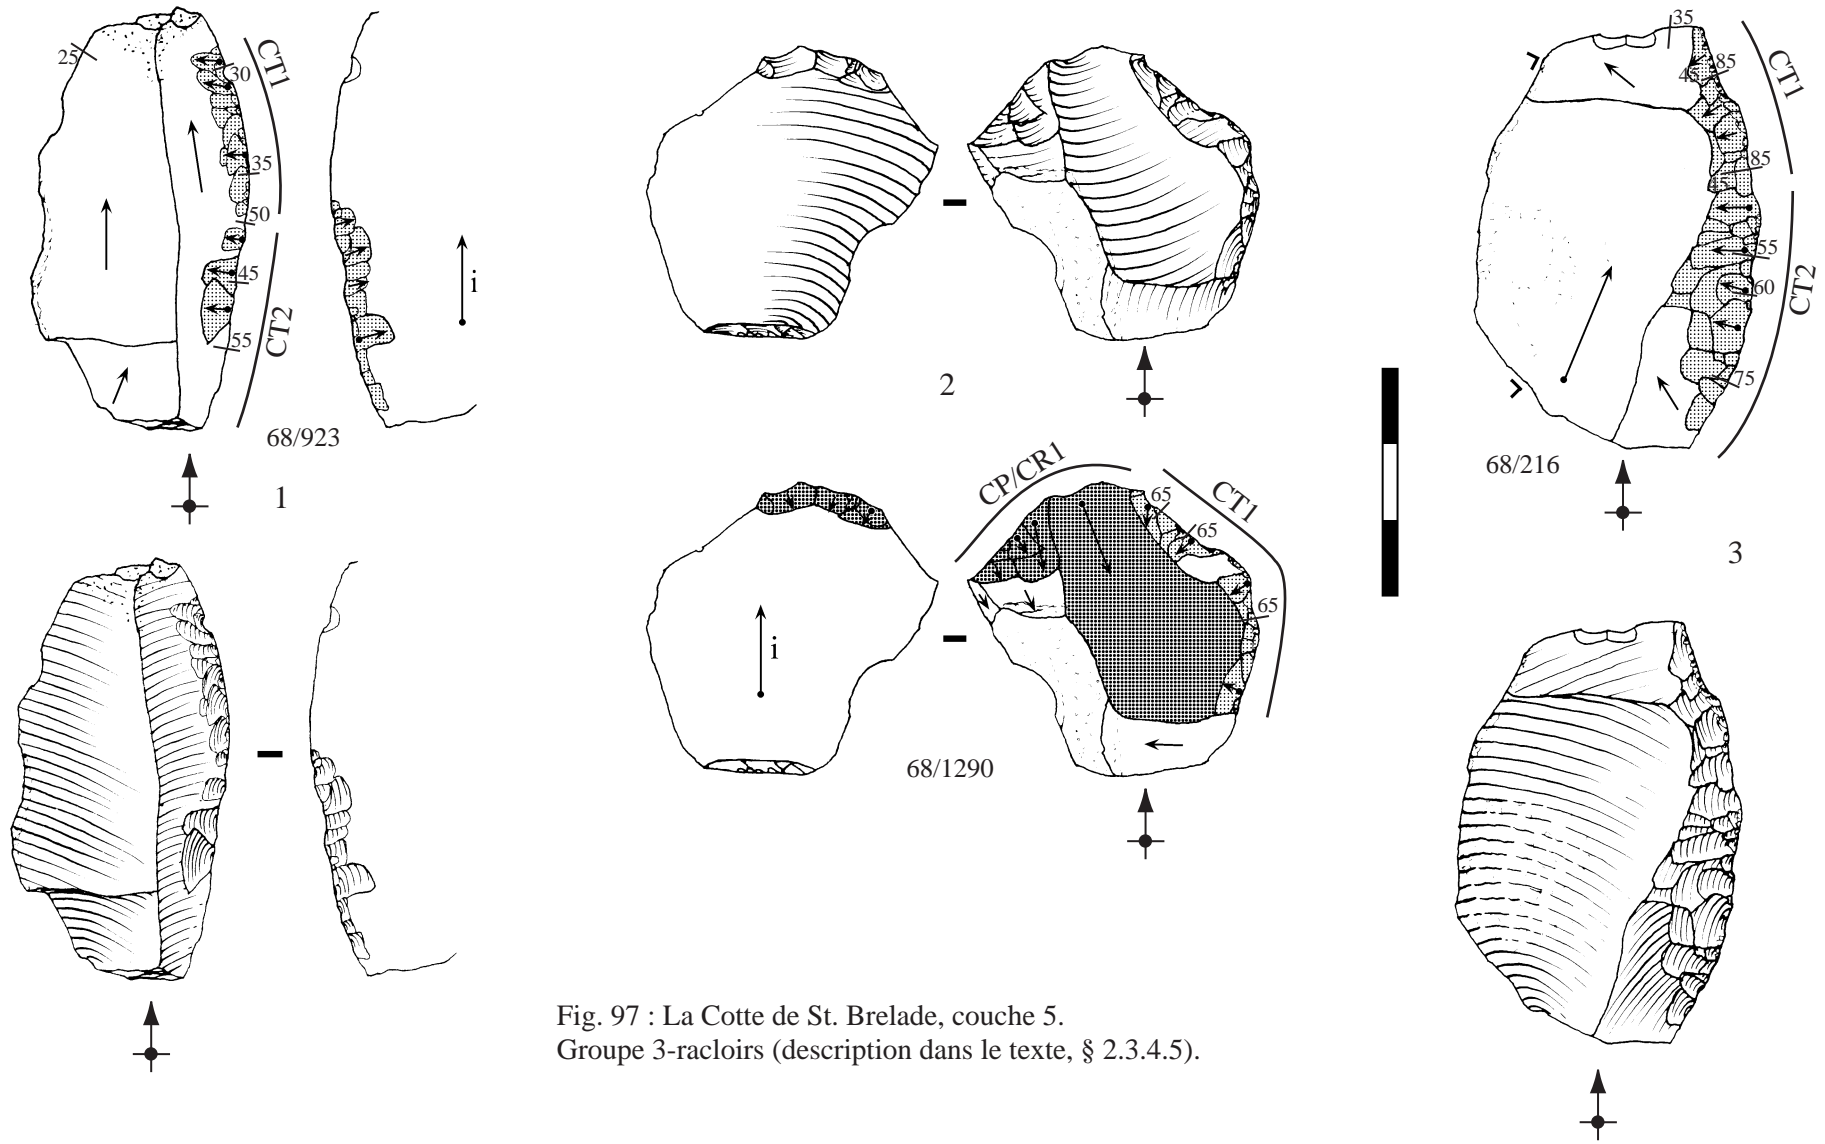 25
30
CT1
35
50
45
CT2
55
i
68/923
1
2
CP/CR1
65
CT1
65
65
i
68/1290
35
85
45
CT1
85
55
60
CT2
75
68/216
3
Fig. 97 : La Cotte de St. Brelade, couche 5.
Groupe 3-racloirs (description dans le texte, § 2.3.4.5).